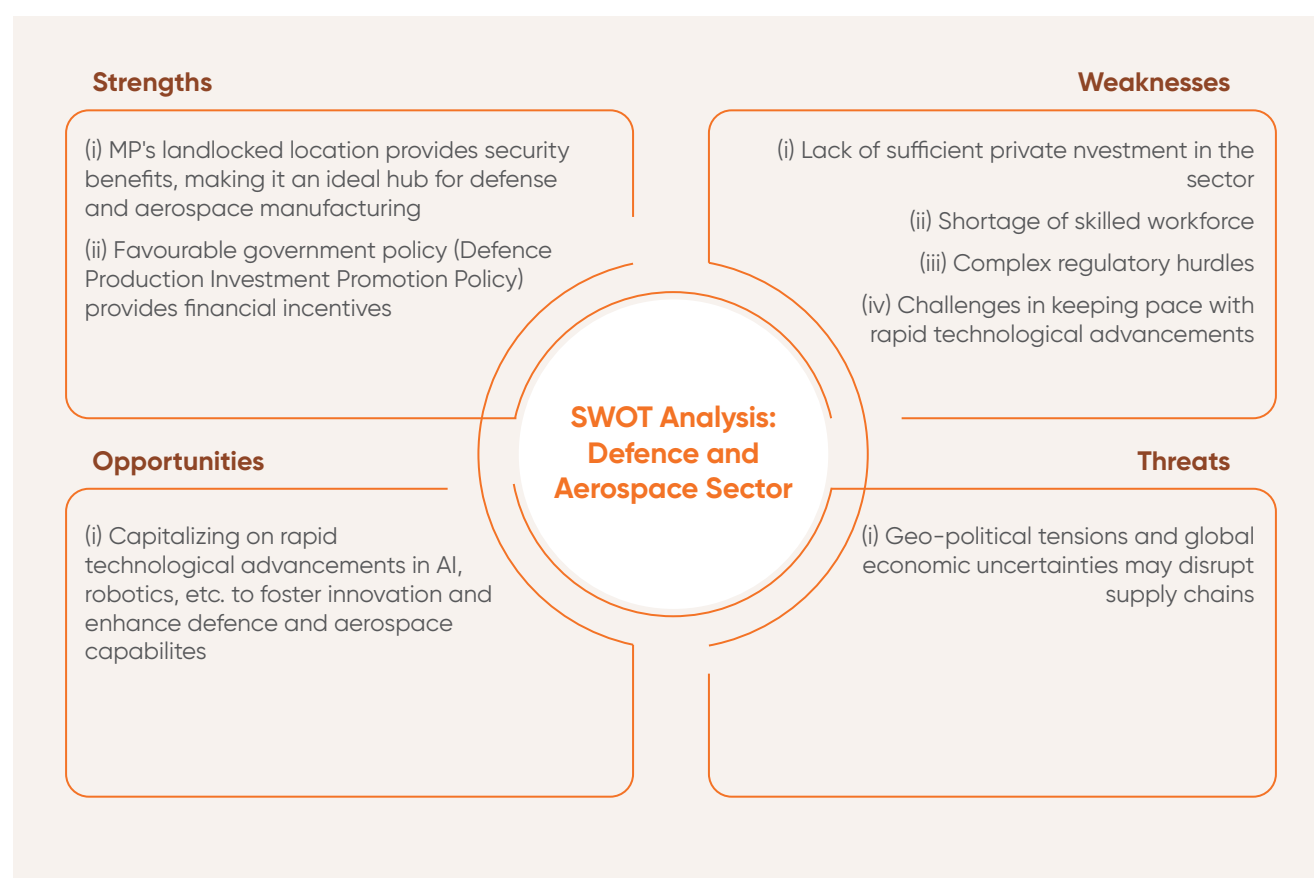 Strengths
(i) MP's landlocked location provides security
benefits, making it an ideal hub for defense
and aerospace manufacturing
(ii) Favourable government policy (Defence
Production Investment Promotion Policy)
provides financial incentives
Weaknesses
(i) Lack of sufficient private nvestment in the
sector
(ii) Shortage of skilled workforce
(iii) Complex regulatory hurdles
(iv) Challenges in keeping pace with
rapid technological advancements
SWOT Analysis:
Defence and
Aerospace Sector
Opportunities
(i) Capitalizing on rapid
technological advancements in AI,
robotics, etc. to foster innovation and
enhance defence and aerospace
capabilites
Threats
(i) Geo-political tensions and global
economic uncertainties may disrupt
supply chains